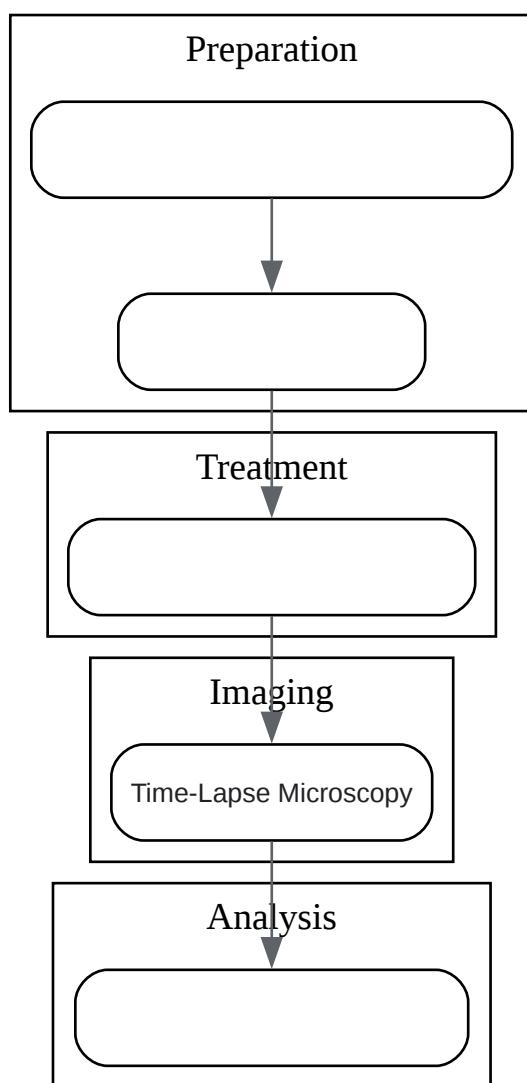 Preparation
Treatment
Imaging
Time-Lapse Microscopy
Analysis